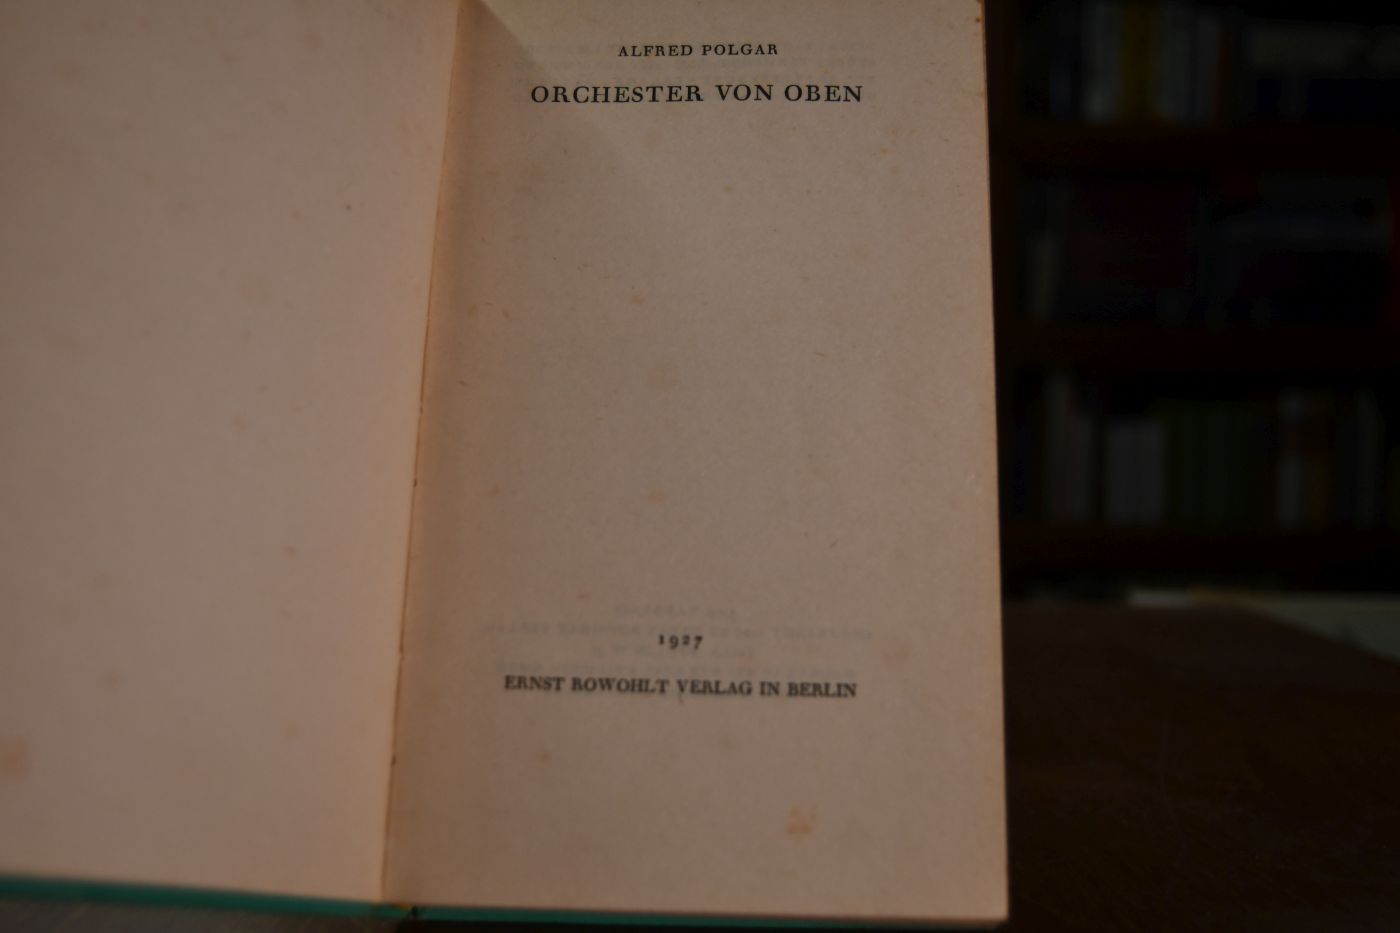 ALFRED POLGAR
ORCHESTER VON OBEN
1927
ERNST ROWOHLT VERLAG IN BERLIN